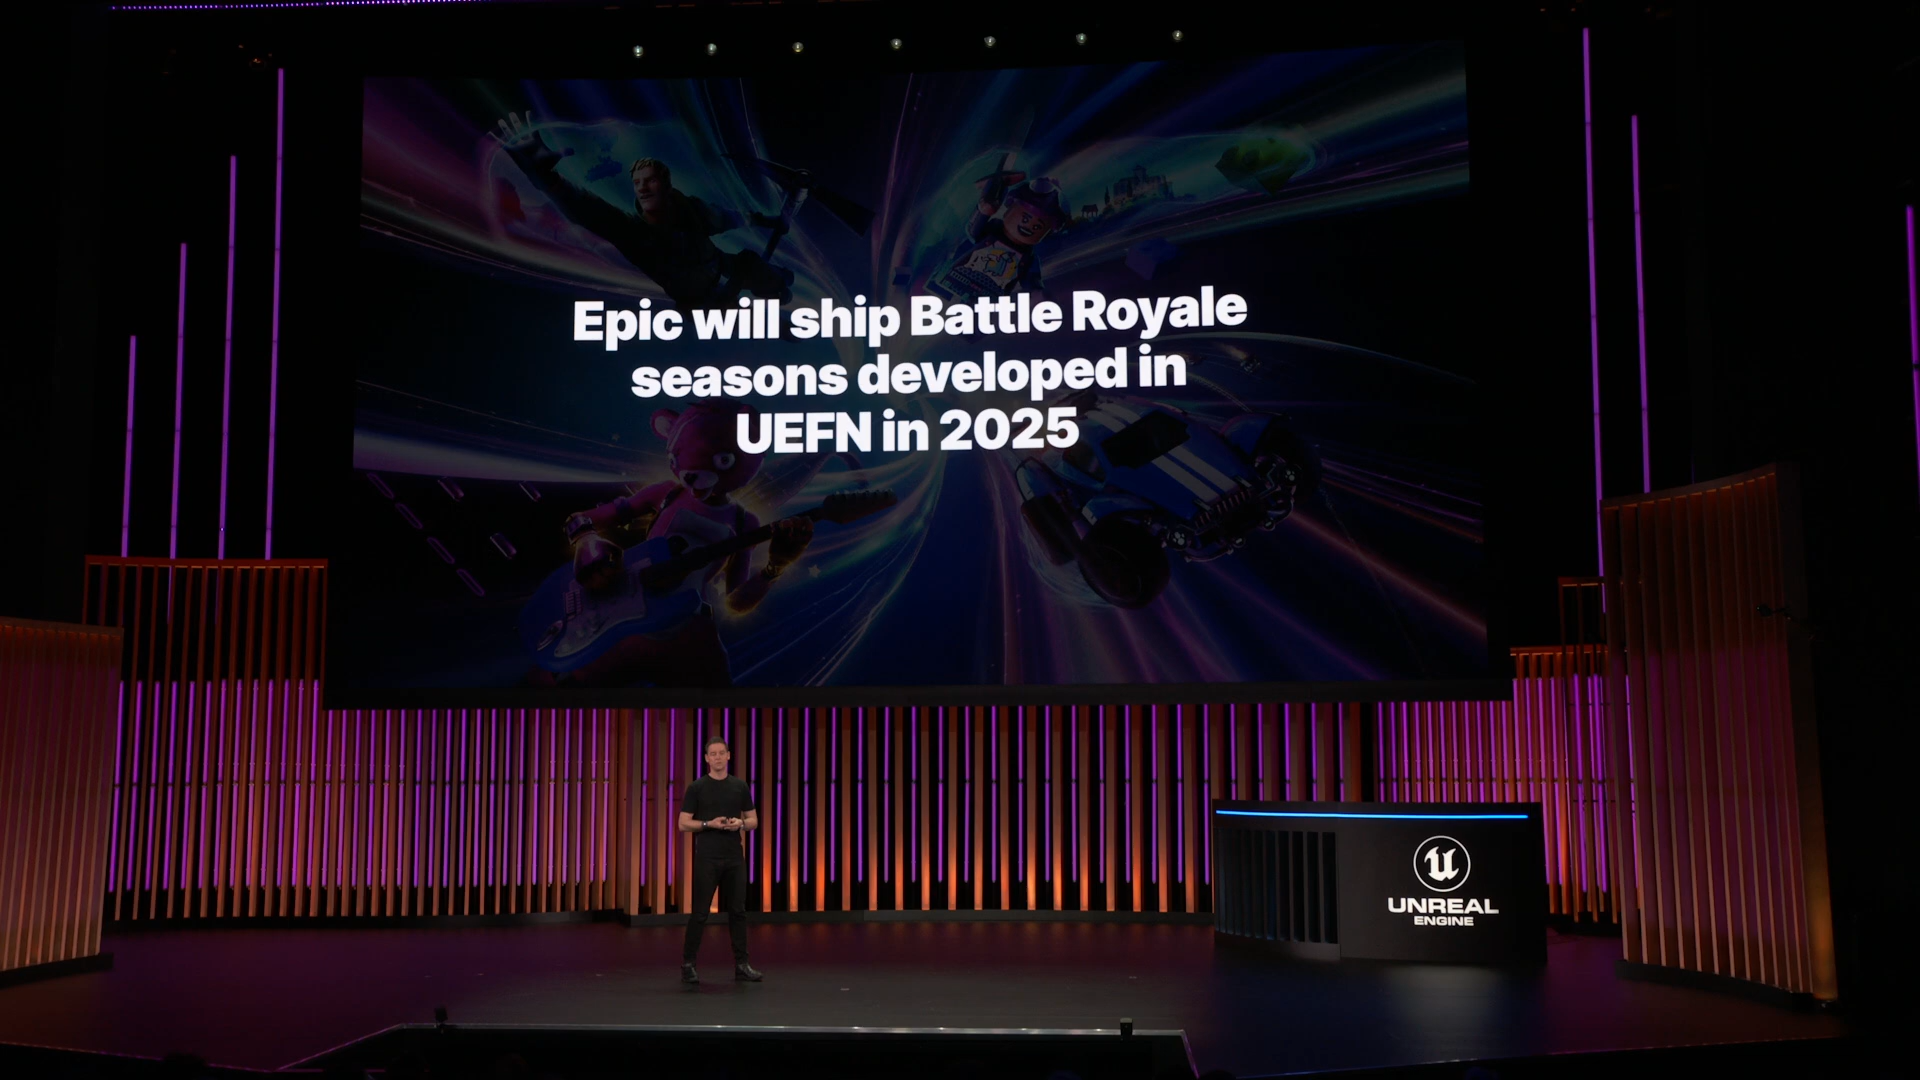 Epic will ship Battle Royale
seasons developed in
UEFN in 2025
UNREAL
ENGINE